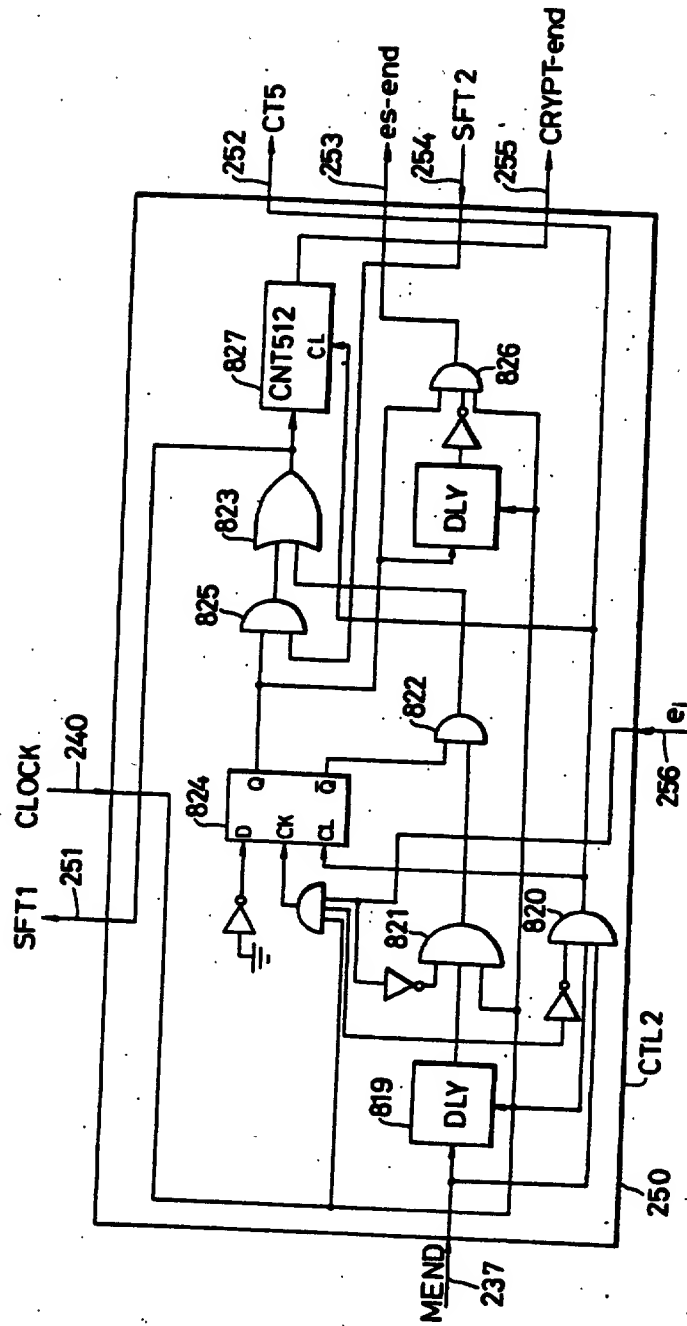 SFT1
251
CLOCK
240
252
CT5
253
es-end
254
SFT2
255
CRYPT-end
827
CNT512
CL
823
825
824
D
Q
CK
Q̄
CL
822
826
DLY
821
820
819
DLY
MEND
237
256
ei
250
CTL2